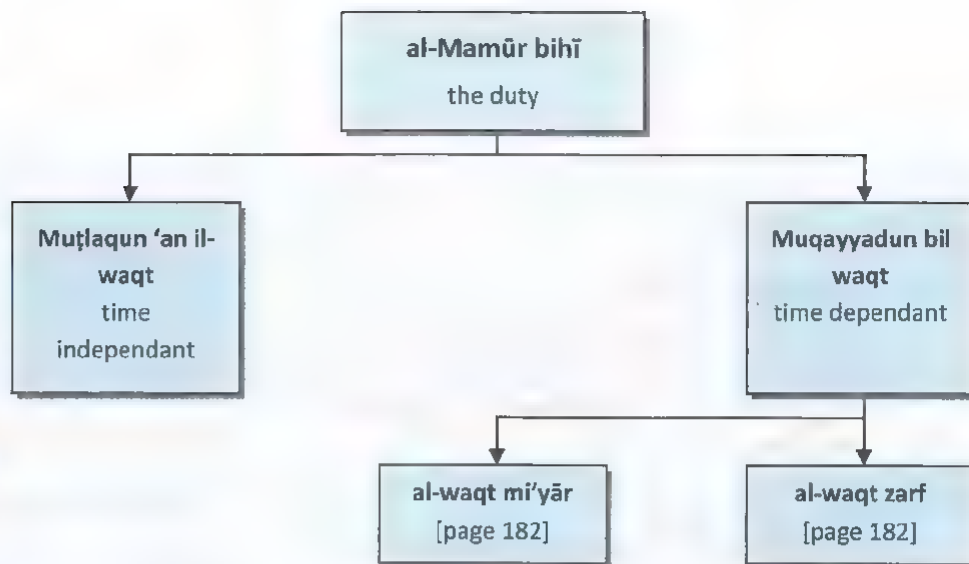 al-Mamūr bihī
the duty
Muṭlaqun ‘an il-
waqt
time
independant
Muqayyadun bil
waqt
time dependant
al-waqt mi’yār
[page 182]
al-waqt zarf
[page 182]